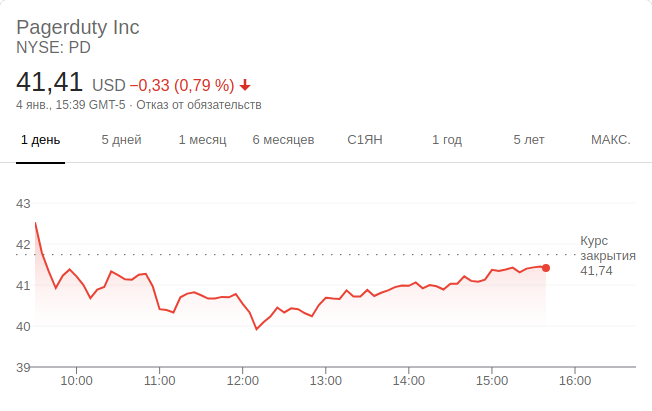 Pagerduty Inc
NYSE: PD
41,41 USD −0,33 (0,79 %)
4 янв., 15:39 GMT-5 · Отказ от обязательств
1 день 5 дней 1 месяц 6 месяцев С1ЯН 1 год 5 лет МАКС.
43
42
Курс
закрытия
41,74
41
40
39
10:00 11:00 12:00 13:00 14:00 15:00 16:00